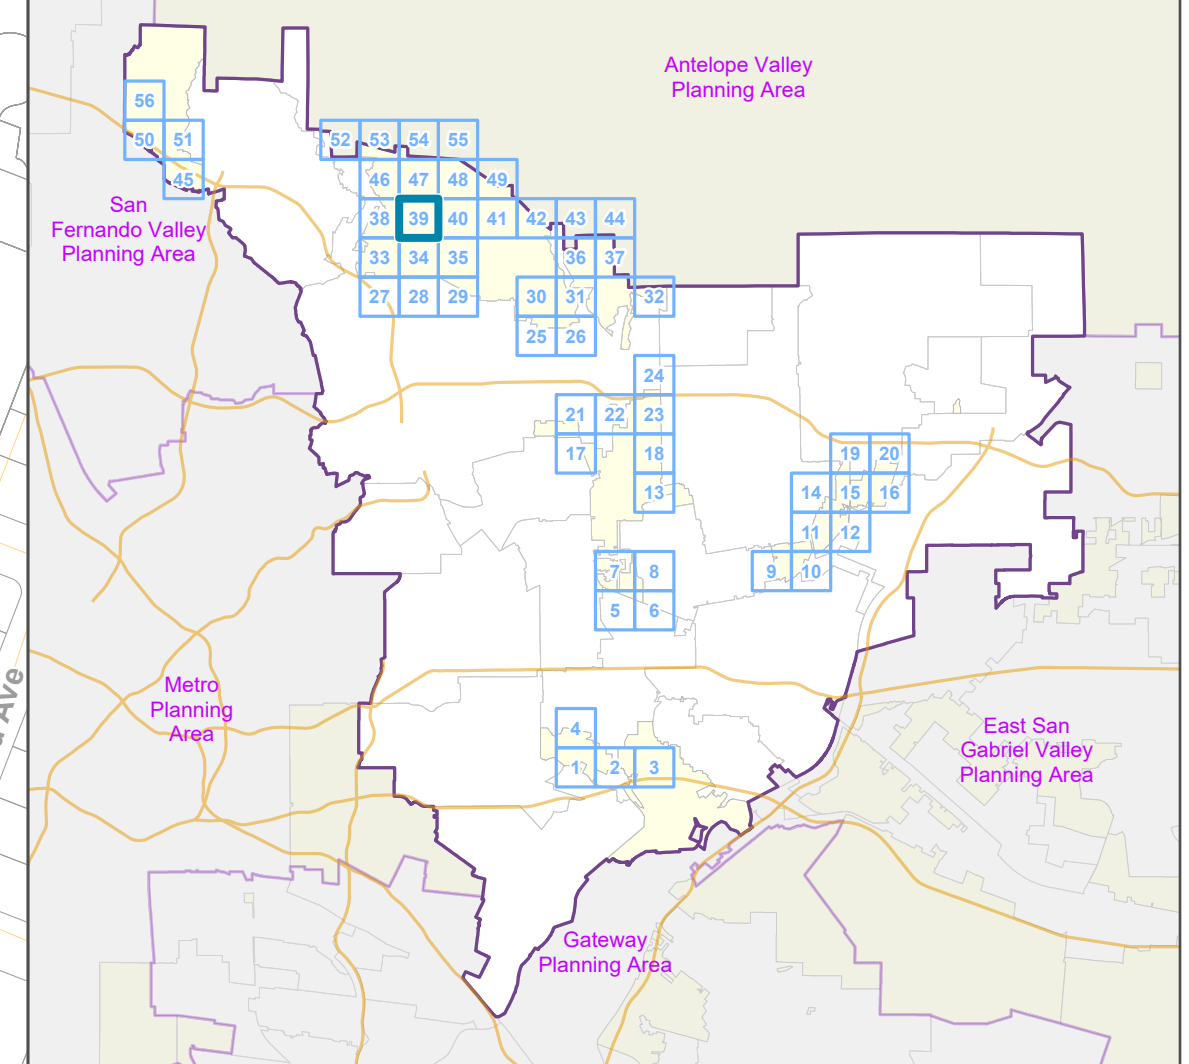 Antelope Valley
Planning Area
56
50 51
45
52 53 54 55
46 47 48 49
San
Fernando Valley
Planning Area
38 39 40 41 42 43 44
33 34 35 36 37
27 28 29 30 31 32
25 26
24
21 22 23
17 18 19 20
13 14 15 16
11 12
7 8 9 10
5 6
Metro
Planning
Area
Ave
4
1 2 3
East San
Gabriel Valley
Planning Area
Gateway
Planning Area